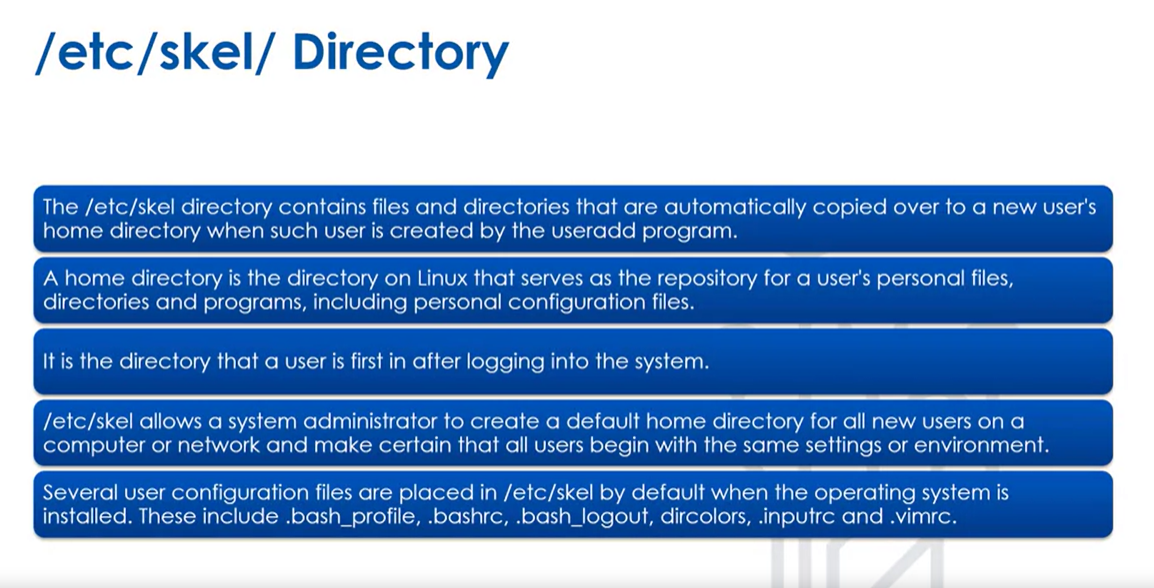 /etc/skel/ Directory
The /etc/skel directory contains files and directories that are automatically copied over to a new user's
home directory when such user is created by the useradd program.
A home directory is the directory on Linux that serves as the repository for a user's personal files,
directories and programs, including personal configuration files.
It is the directory that a user is first in after logging into the system.
/etc/skel allows a system administrator to create a default home directory for all new users on a
computer or network and make certain that all users begin with the same settings or environment.
Several user configuration files are placed in /etc/skel by default when the operating system is
installed. These include .bash_profile, .bashrc, .bash_logout, dircolors, .inputrc and .vimrc.